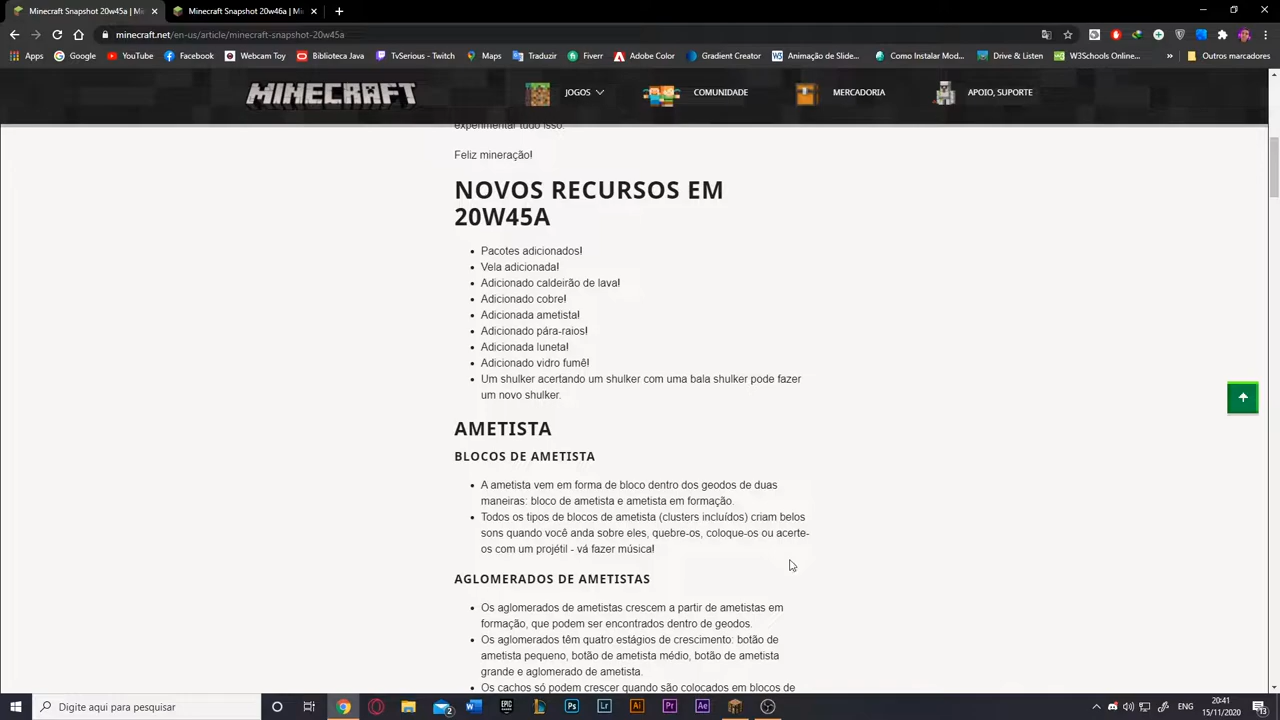 Minecraft Snapshot 20w45a | Min
Minecraft Snapshot 20w46a | Min
minecraft.net/en-us/article/minecraft-snapshot-20w45a
Apps
Google
YouTube
Facebook
Webcam Toy
Biblioteca Java
TvSerious - Twitch
Traduzir
Fiverr
Adobe Color
Gradient Creator
Animação de Slide...
Como Instalar Mod...
Drive & Listen
W3Schools Onlin...
Outros favoritos
MINECRAFT
JOGOS
COMUNIDADE
MERCADORIA
APOIO, SUPORTE
experimentar tudo isso.
Feliz mineração!
NOVOS RECURSOS EM
20W45A
Pacotes adicionados!
Vela adicionada!
Adicionado caldeirão de lava!
Adicionado cobre!
Adicionada ametista!
Adicionado pára-raios!
Adicionada luneta!
Adicionado vidro fumê!
Um shulker acertando um shulker com uma bala shulker pode fazer
um novo shulker.
AMETISTA
BLOCOS DE AMETISTA
A ametista vem em forma de bloco dentro dos geodos de duas
maneiras: bloco de ametista e ametista em formação.
Todos os tipos de blocos de ametista (clusters incluídos) criam belos
sons quando você anda sobre eles, quebre-os, coloque-os ou acerte-
os com um projétil - vá fazer música!
AGLOMERADOS DE AMETISTAS
Os aglomerados de ametistas crescem a partir de ametistas em
formação, que podem ser encontrados dentro de geodos.
Os aglomerados têm quatro estágios de crescimento: botão de
ametista pequeno, botão de ametista médio, botão de ametista
grande e aglomerado de ametista.
Os cachos só podem crescer quando são colocados em blocos de
Digite aqui para pesquisar
20:41
15/11/2020